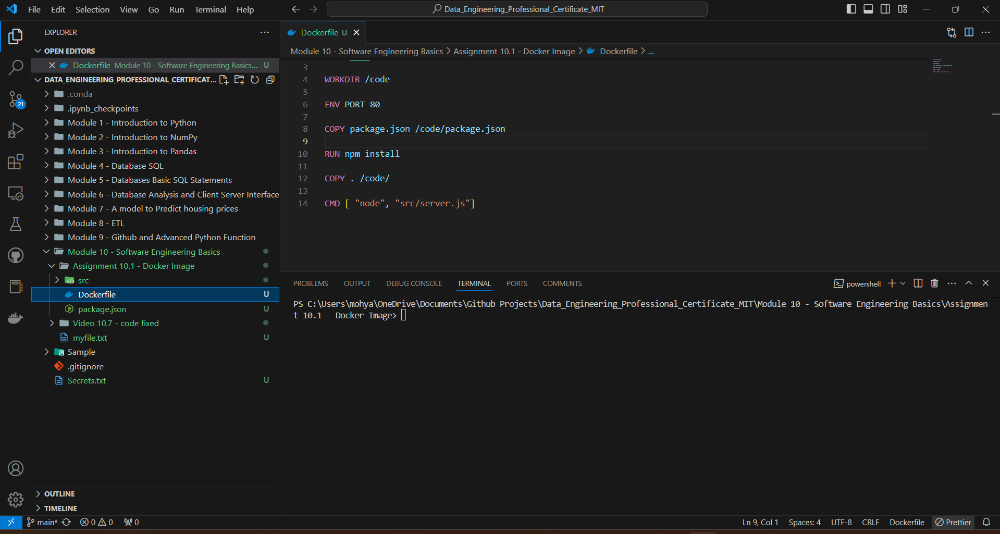 File Edit Selection View Go Run Terminal Help
Data_Engineering_Professional_Certificate_MIT
EXPLORER
OPEN EDITORS
Dockerfile Module 10 - Software Engineering Basics... U
DATA_ENGINEERING_PROFESSIONAL_CERTIFICAT...
.conda
.ipynb_checkpoints
Module 1 - Introduction to Python
Module 2 - Introduction to NumPy
Module 3 - Introduction to Pandas
Module 4 - Database SQL
Module 5 - Databases Basic SQL Statements
Module 6 - Database Analysis and Client Server Interface
Module 7 - A model to Predict housing prices
Module 8 - ETL
Module 9 - Github and Advanced Python Function
Module 10 - Software Engineering Basics
Assignment 10.1 - Docker Image
src
Dockerfile U
package.json U
Video 10.7 - code fixed
myfile.txt U
Sample
.gitignore
Secrets.txt U
OUTLINE
TIMELINE
21
Dockerfile U
Module 10 - Software Engineering Basics > Assignment 10.1 - Docker Image > Dockerfile > ...
3
4 WORKDIR /code
5
6 ENV PORT 80
7
8 COPY package.json /code/package.json
9
10 RUN npm install
11
12 COPY . /code/
13
14 CMD [ "node", "src/server.js"]
PROBLEMS OUTPUT DEBUG CONSOLE TERMINAL PORTS COMMENTS
powershell
PS C:\Users\mohya\OneDrive\Documents\Github Projects\Data_Engineering_Professional_Certificate_MIT\Module 10 - Software Engineering Basics\Assignmen
t 10.1 - Docker Image>
main* 0 0 0
Ln 9, Col 1 Spaces: 4 UTF-8 CRLF Dockerfile Prettier